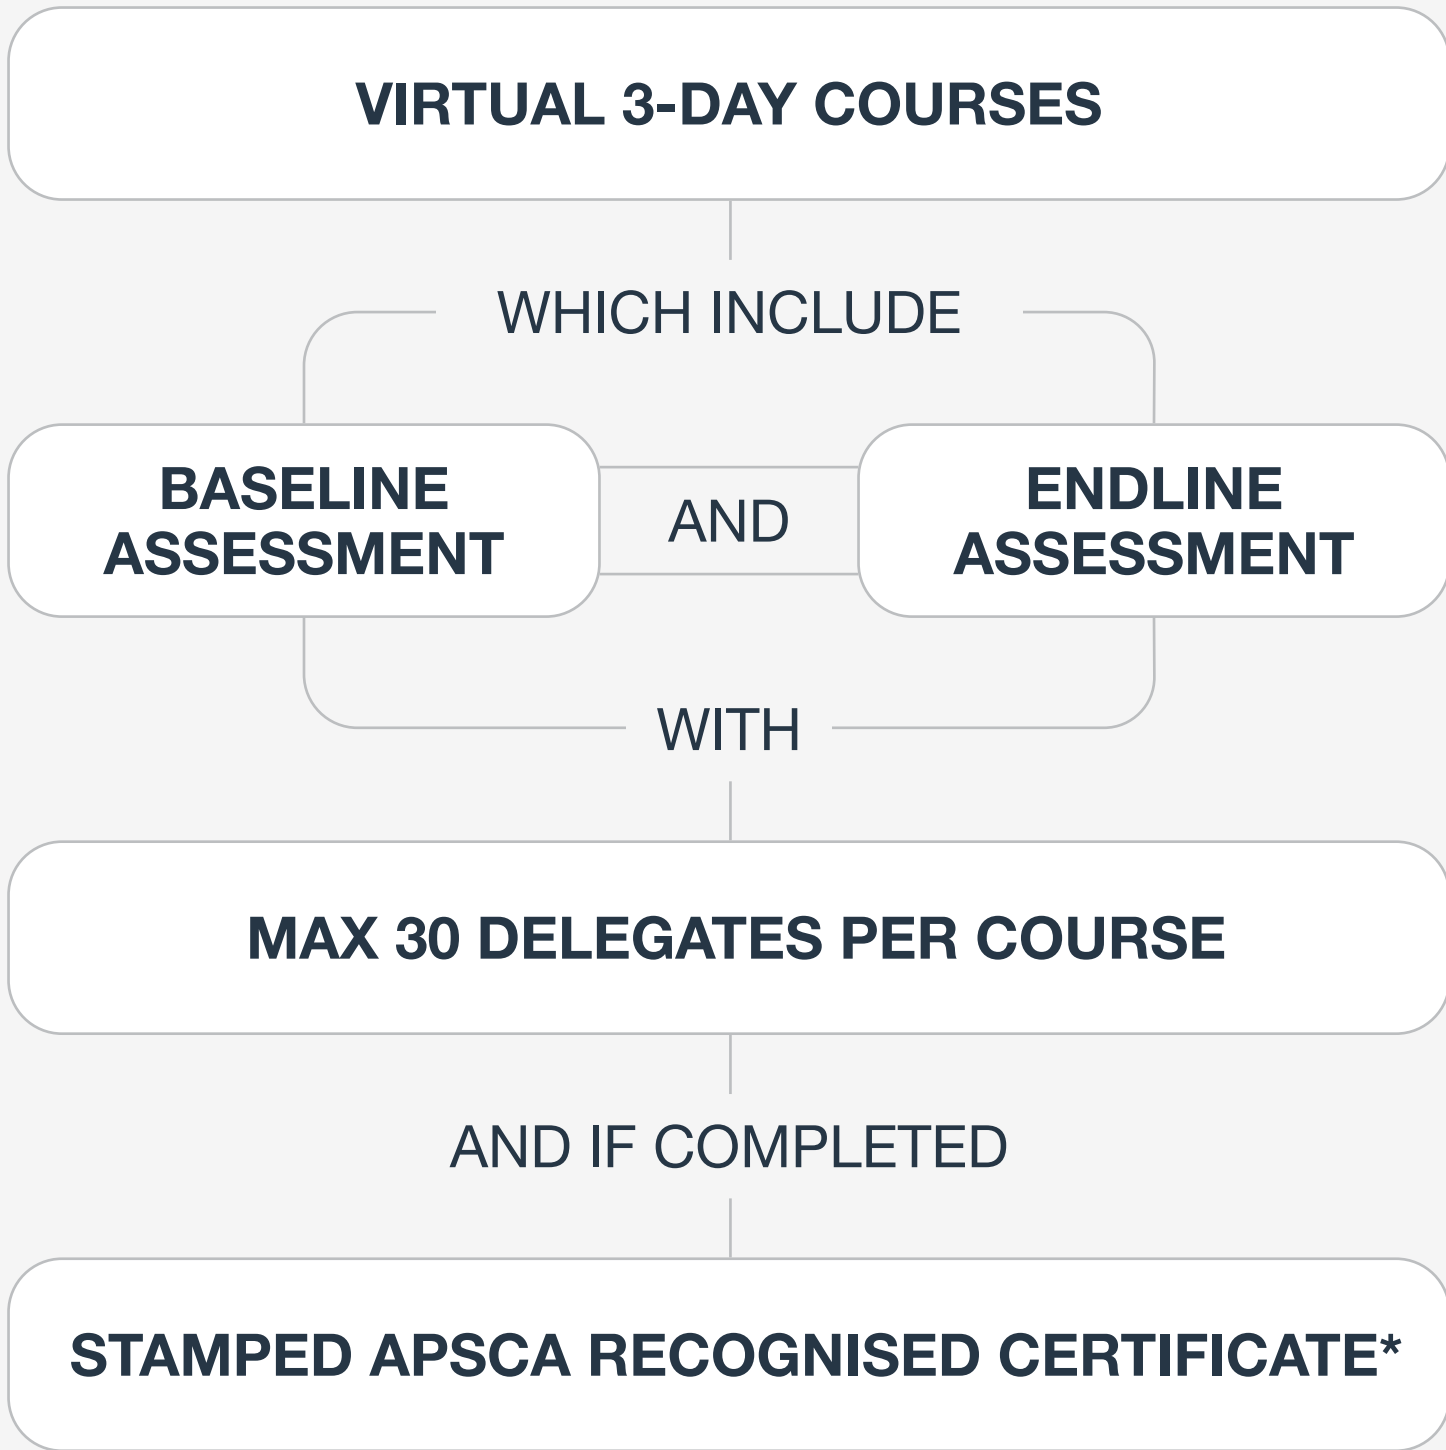 VIRTUAL 3-DAY COURSES
WHICH INCLUDE
BASELINE
ASSESSMENT
AND
ENDLINE
ASSESSMENT
WITH
MAX 30 DELEGATES PER COURSE
AND IF COMPLETED
STAMPED APSCA RECOGNISED CERTIFICATE*